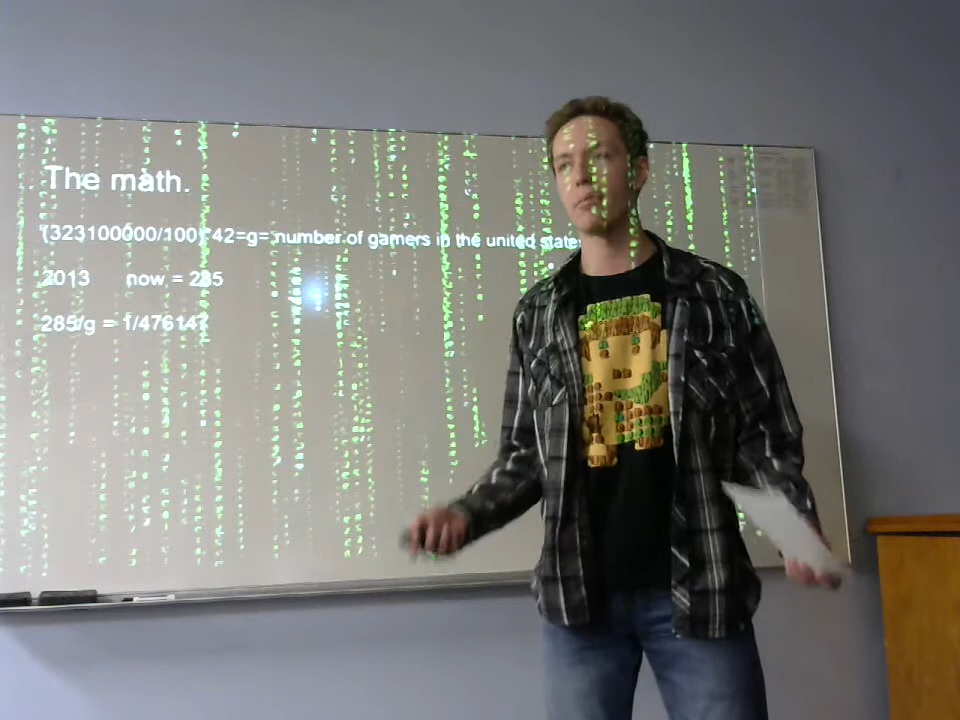 The math.
(323100000/100)*42=g= number of gamers in the united states
2013 now = 285
285/g = 1/476147